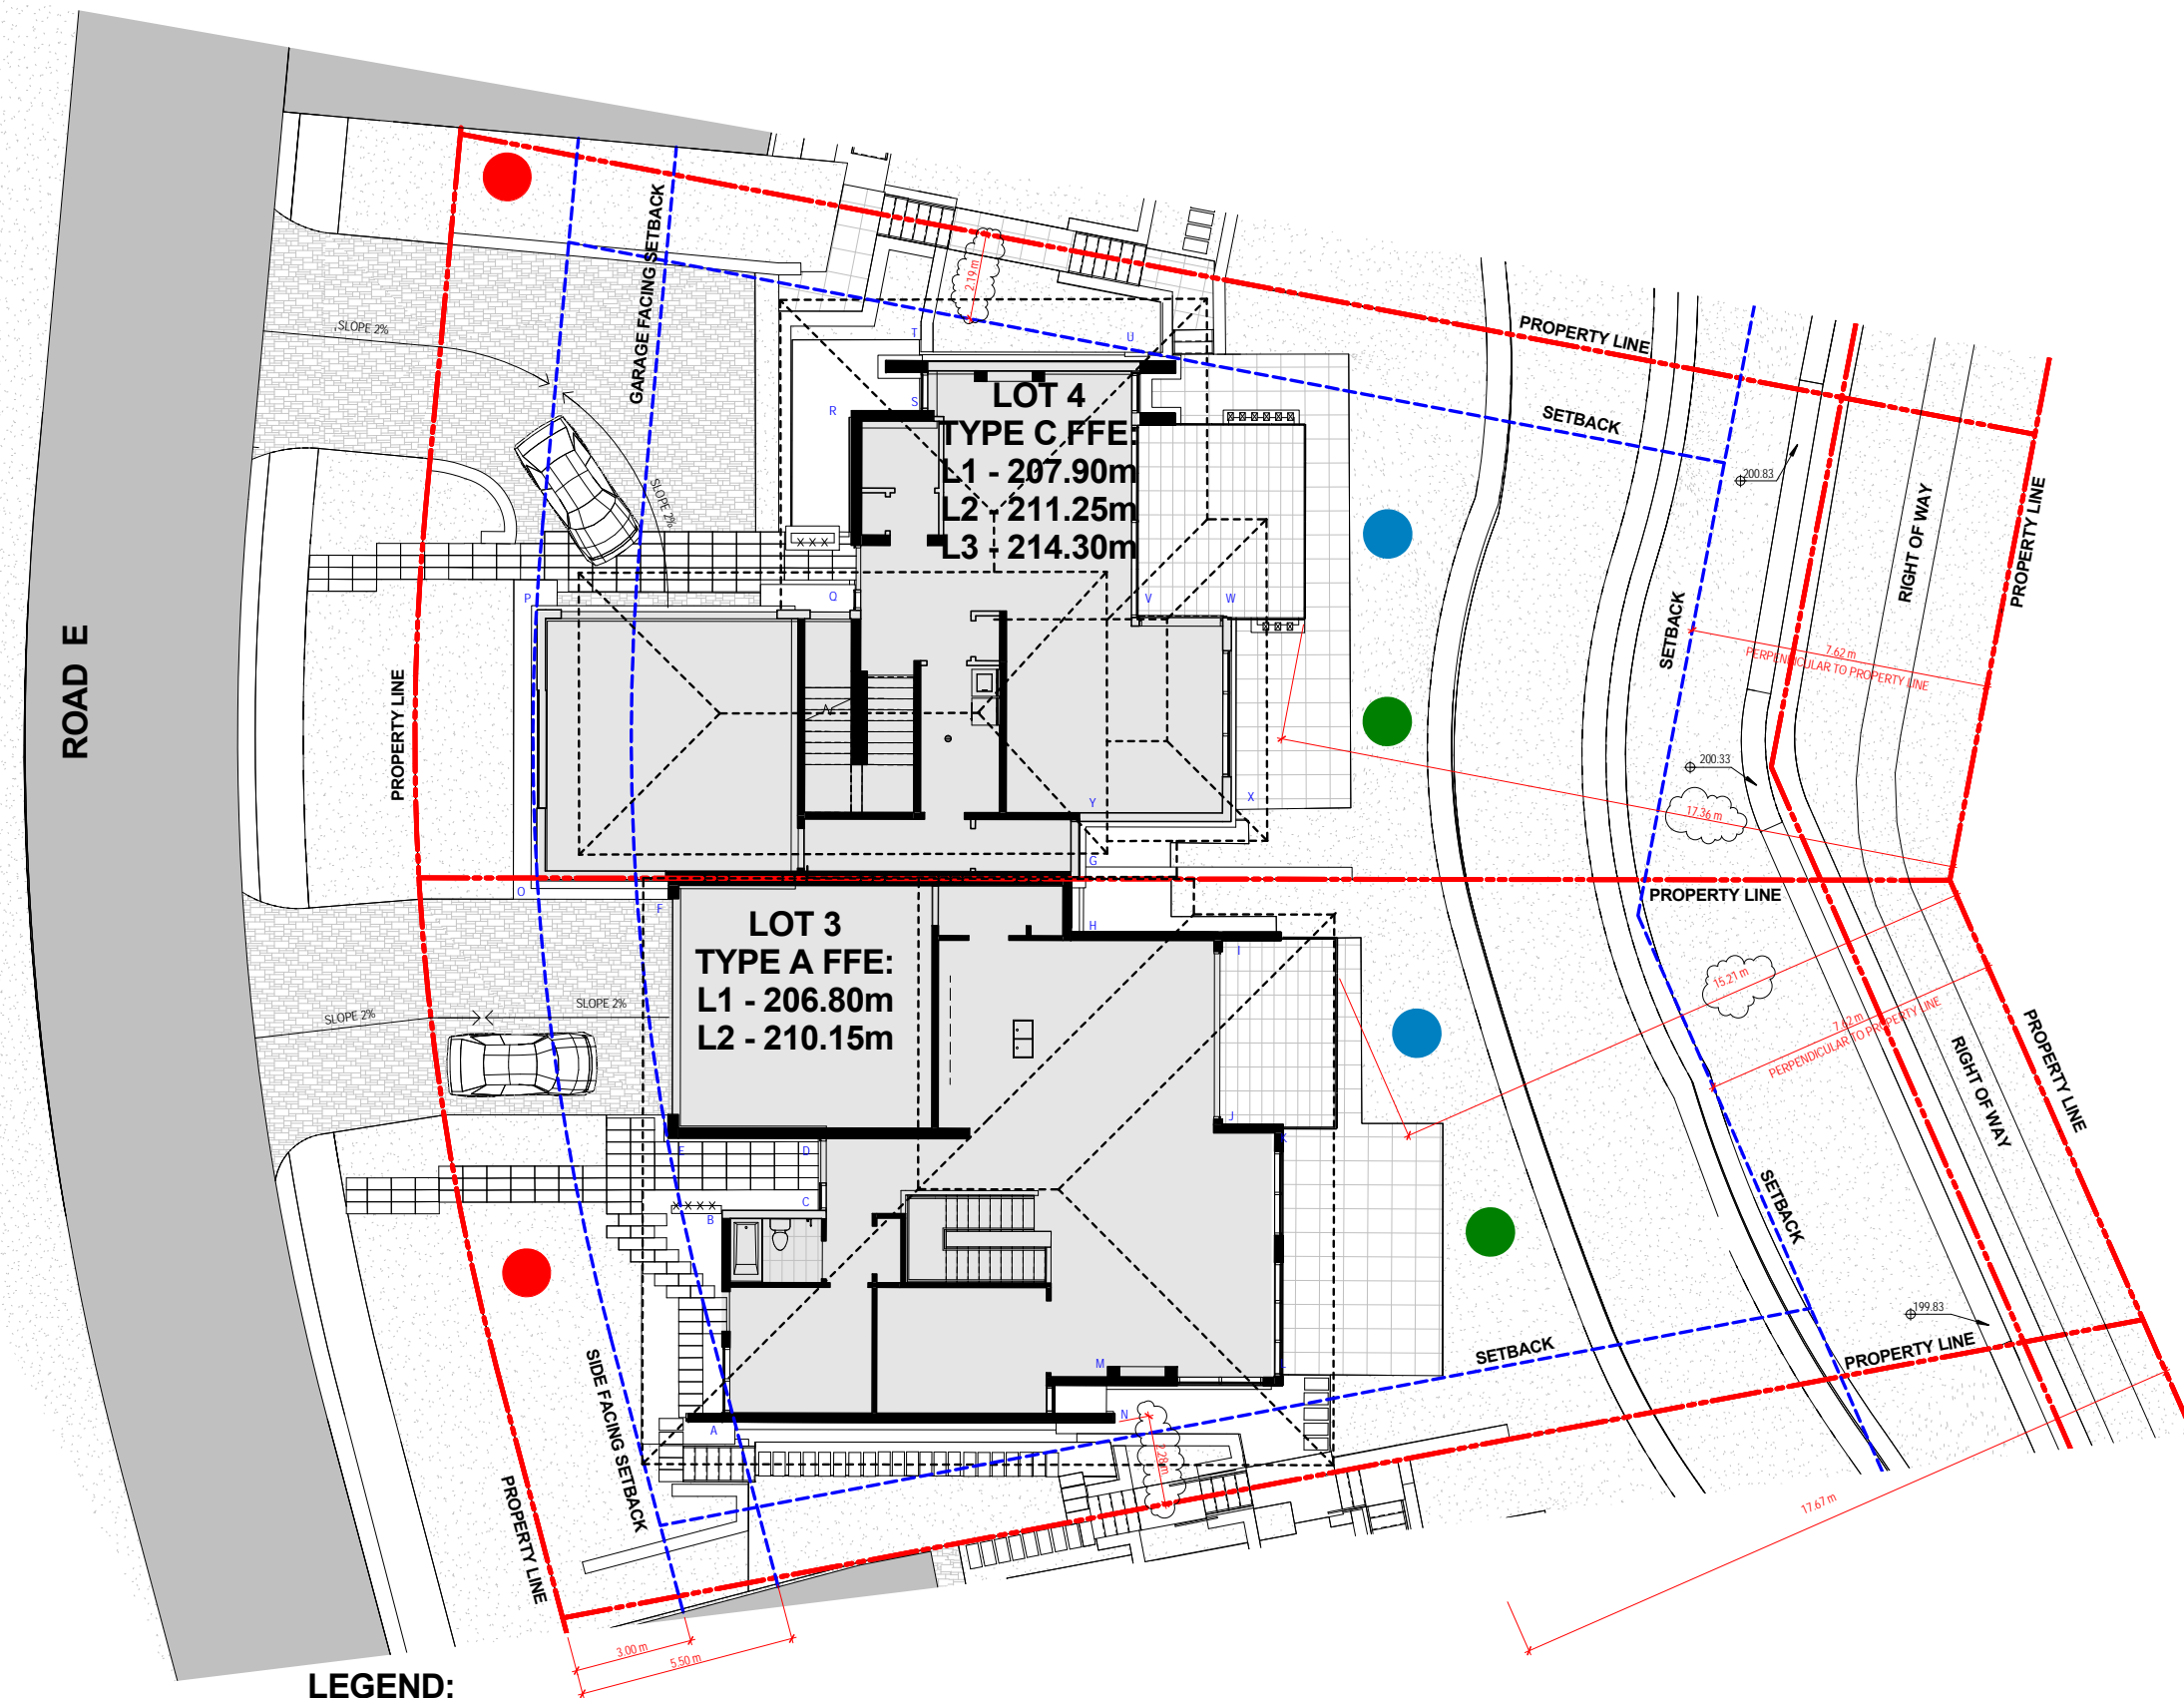 GARAGE FACING SETBACK
2.19 m
SLOPE 2%
SLOPE 2%
T
U
R
S
LOT 4
TYPE C FFE:
L1 - 207.90m
L2 - 211.25m
L3 - 214.30m
PROPERTY LINE
SETBACK
200.83
RIGHT OF WAY
PROPERTY LINE
X X X
P
Q
V
W
SETBACK
7.62 m
PERPENDICULAR TO PROPERTY LINE
ROAD E
PROPERTY LINE
200.33
17.36 m
Y
X
G
O
F
H
PROPERTY LINE
LOT 3
TYPE A FFE:
L1 - 206.80m
L2 - 210.15m
I
15.21 m
7.62 m
PERPENDICULAR TO PROPERTY LINE
SLOPE 2%
SLOPE 2%
PROPERTY LINE
RIGHT OF WAY
J
K
E
D
C
B
X X X X
SETBACK
199.83
SETBACK
PROPERTY LINE
M
L
N
A
2.28m
SIDE FACING SETBACK
PROPERTY LINE
17.67 m
3.00 m
5.50 m
LEGEND: